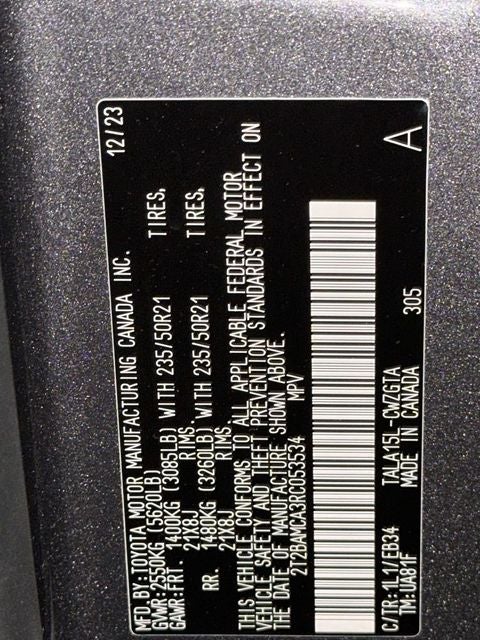 MFD.BY:TOYOTA MOTOR MANUFACTURING CANADA INC. 12/23
GVWR:2550KG (5620LB)
GAWR:FRT. 1400KG (3085LB) WITH 235/50R21 TIRES.
21X8J RIMS.
RR. 1480KG (3260LB) WITH 235/50R21 TIRES.
21X8J RIMS.
THIS VEHICLE CONFORMS TO ALL APPLICABLE FEDERAL MOTOR
VEHICLE SAFETY AND THEFT PREVENTION STANDARDS IN EFFECT ON
THE DATE OF MANUFACTURE SHOWN ABOVE.
2T2BAMCA3RC053534 MPV
C/TR:1L1/EB34 TALA15L-CWZGTA 305
TM:UA81F MADE IN CANADA A